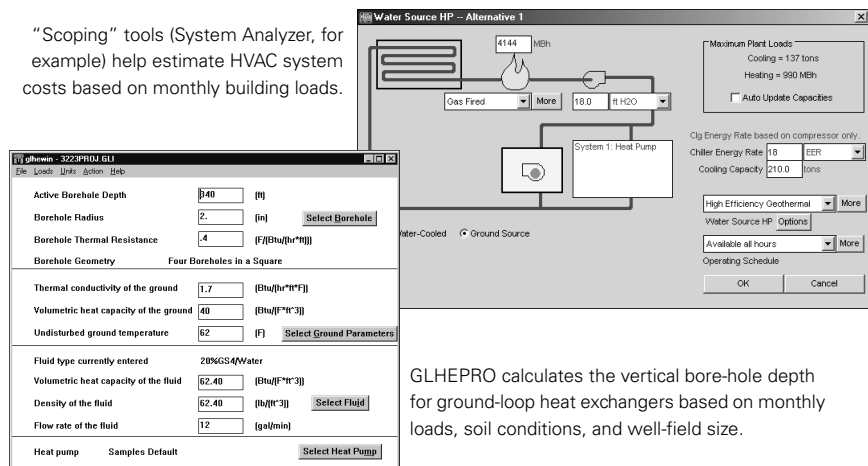 “Scoping” tools (System Analyzer, for
example) help estimate HVAC system
costs based on monthly building loads.
Water Source HP -- Alternative 1
4144 MBh
Gas Fired More 18.0 ft H2O
System 1: Heat Pump
ater-Cooled Ground Source
Maximum Plant Loads
Cooling = 137 tons
Heating = 990 MBh
Auto Update Capacities
Clg Energy Rate based on compressor only.
Chiller Energy Rate 18 EER
Cooling Capacity 210.0 tons
High Efficiency Geothermal More
Water Source HP Options
Available all hours More
Operating Schedule
OK Cancel
glhewin - 3223PROJ.GLI
File Loads Units Action Help
Active Borehole Depth 340 (ft)
Borehole Radius 2. (in) Select Borehole
Borehole Thermal Resistance .4 (F/(Btu/(hr*ft)))
Borehole Geometry Four Boreholes in a Square
Thermal conductivity of the ground 1.7 (Btu/(hr*ft*F))
Volumetric heat capacity of the ground 40 (Btu/(F*ft^3))
Undisturbed ground temperature 62 (F) Select Ground Parameters
Fluid type currently entered 20%GS4/Water
Volumetric heat capacity of the fluid 62.40 (Btu/(F*ft^3))
Density of the fluid 62.40 (lb/(ft^3)) Select Fluid
Flow rate of the fluid 12 (gal/min)
Heat pump Samples Default Select Heat Pump
GLHEPRO calculates the vertical bore-hole depth
for ground-loop heat exchangers based on monthly
loads, soil conditions, and well-field size.